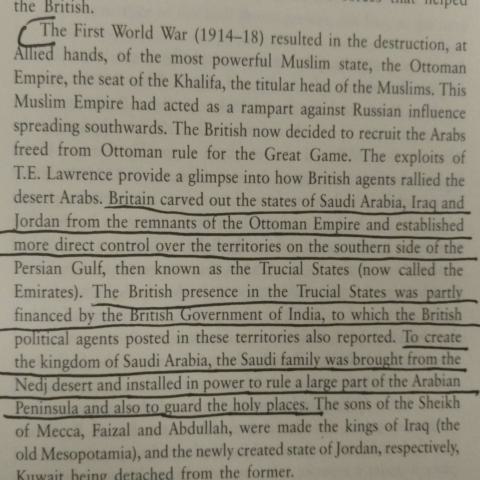 the British.
The First World War (1914–18) resulted in the destruction, at
Allied hands, of the most powerful Muslim state, the Ottoman
Empire, the seat of the Khalifa, the titular head of the Muslims. This
Muslim Empire had acted as a rampart against Russian influence
spreading southwards. The British now decided to recruit the Arabs
freed from Ottoman rule for the Great Game. The exploits of
T.E. Lawrence provide a glimpse into how British agents rallied the
desert Arabs. Britain carved out the states of Saudi Arabia, Iraq and
Jordan from the remnants of the Ottoman Empire and established
more direct control over the territories on the southern side of the
Persian Gulf, then known as the Trucial States (now called the
Emirates). The British presence in the Trucial States was partly
financed by the British Government of India, to which the British
political agents posted in these territories also reported. To create
the kingdom of Saudi Arabia, the Saudi family was brought from the
Nedj desert and installed in power to rule a large part of the Arabian
Peninsula and also to guard the holy places. The sons of the Sheikh
of Mecca, Faizal and Abdullah, were made the kings of Iraq (the
old Mesopotamia), and the newly created state of Jordan, respectively,
Kuwait being detached from the former.